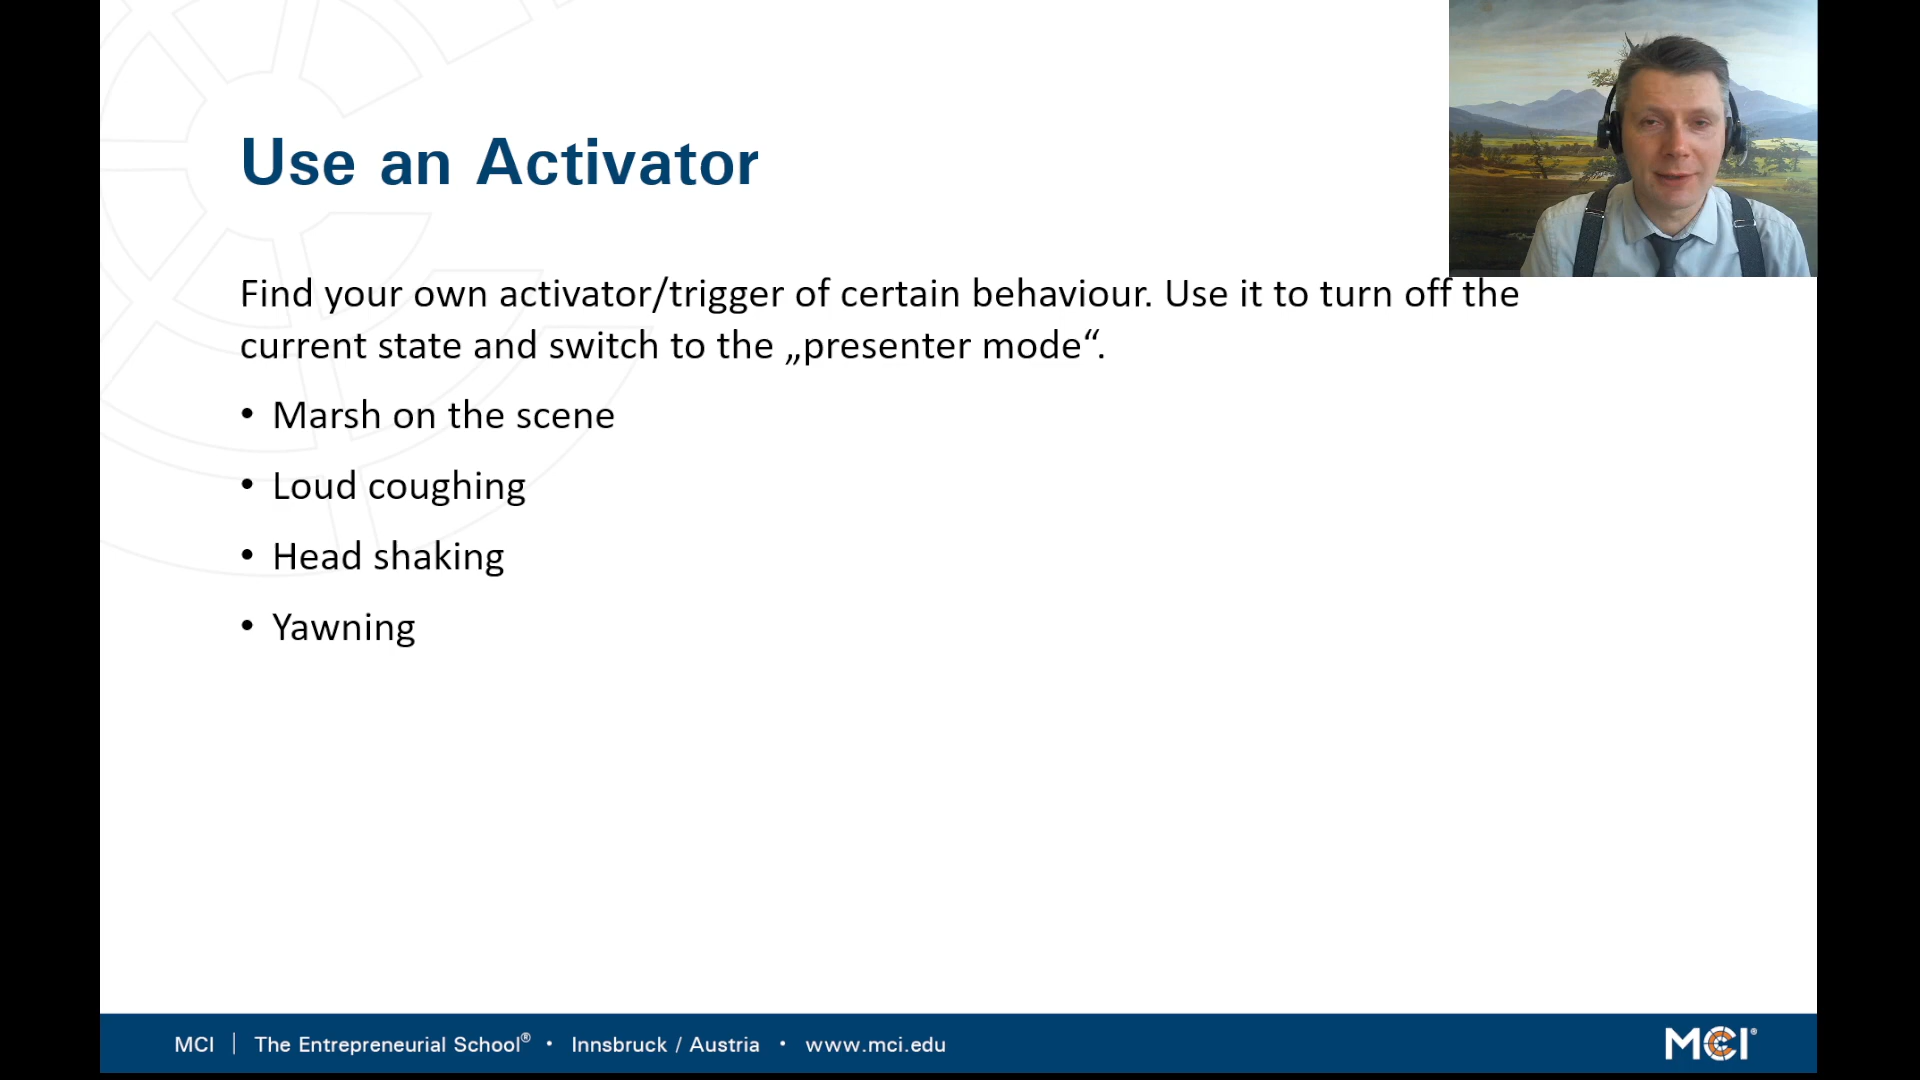 Use an Activator
Find your own activator/trigger of certain behaviour. Use it to turn off the
current state and switch to the „presenter mode“.
• Marsh on the scene
• Loud coughing
• Head shaking
• Yawning
MCI | The Entrepreneurial School® • Innsbruck / Austria • www.mci.edu
MCI®